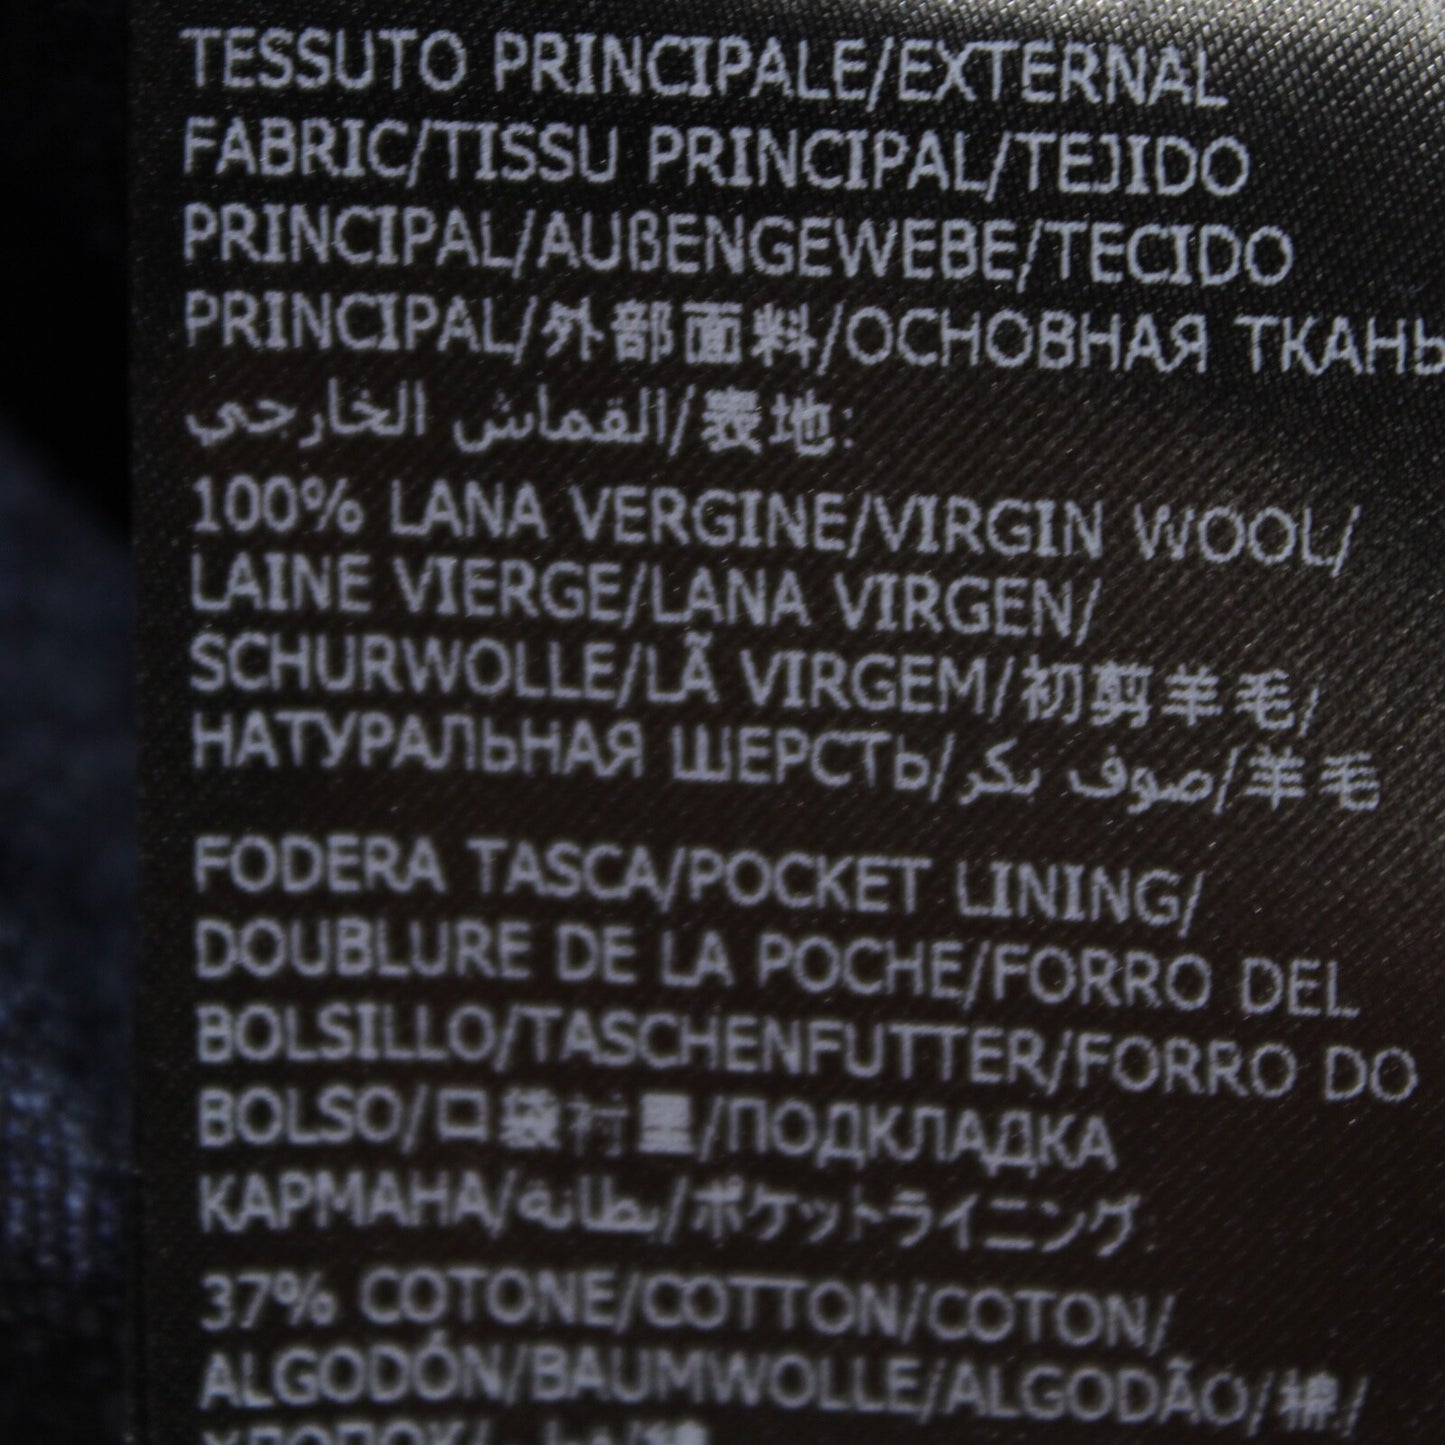 TESSUTO PRINCIPALE/EXTERNAL
FABRIC/TISSU PRINCIPAL/TEJIDO
PRINCIPAL/AUßENGEWEBE/TECIDO
PRINCIPAL/外部面料/ОСНОВНАЯ ТКАНЬ
القماش الخارجي/表地:
100% LANA VERGINE/VIRGIN WOOL/
LAINE VIERGE/LANA VIRGEN/
SCHURWOLLE/LÃ VIRGEM/初剪羊毛/
НАТУРАЛЬНАЯ ШЕРСТЬ/صوف بكر/羊毛
FODERA TASCA/POCKET LINING/
DOUBLURE DE LA POCHE/FORRO DEL
BOLSILLO/TASCHENFUTTER/FORRO DO
BOLSO/口袋衬里/ПОДКЛАДКА
КАРМАНА/بطانة/ポケットライニング:
37% COTONE/COTTON/COTON/
ALGODÓN/BAUMWOLLE/ALGODÃO/棉/
ХЛОПОК/